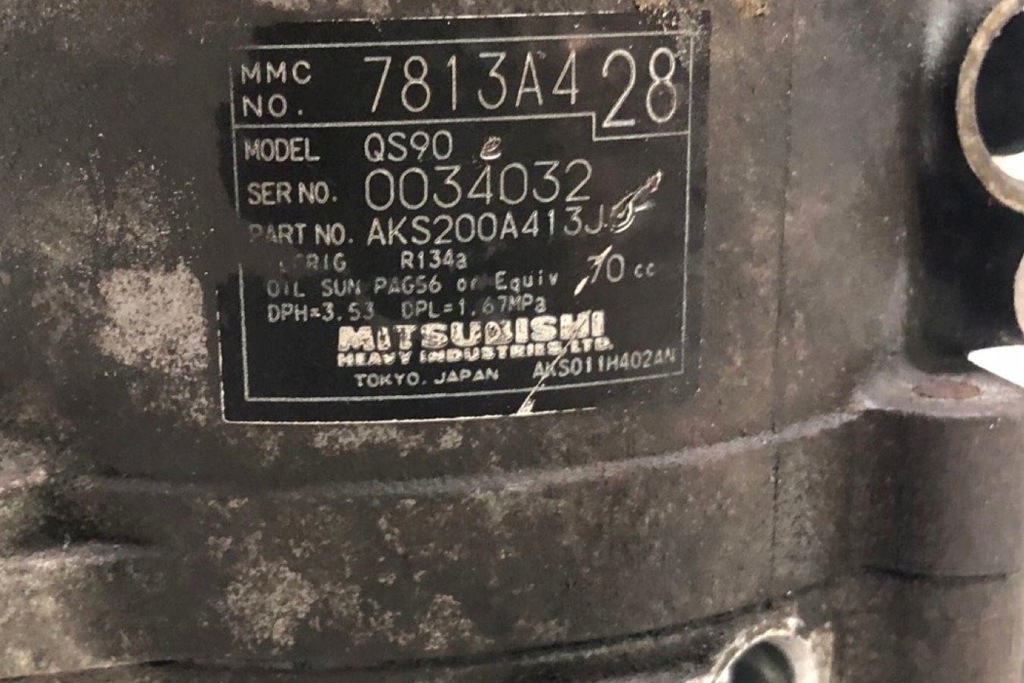 MMC NO. 7813A428
MODEL QS90
SER NO. 0034032
PART NO. AKS200A413J
R134a
OIL SUN PAG56 or Equiv 70 cc
DPH=3.53 DPL=1.67MPa
MITSUBISHI
HEAVY INDUSTRIES, LTD.
TOKYO, JAPAN AKS011H402AN